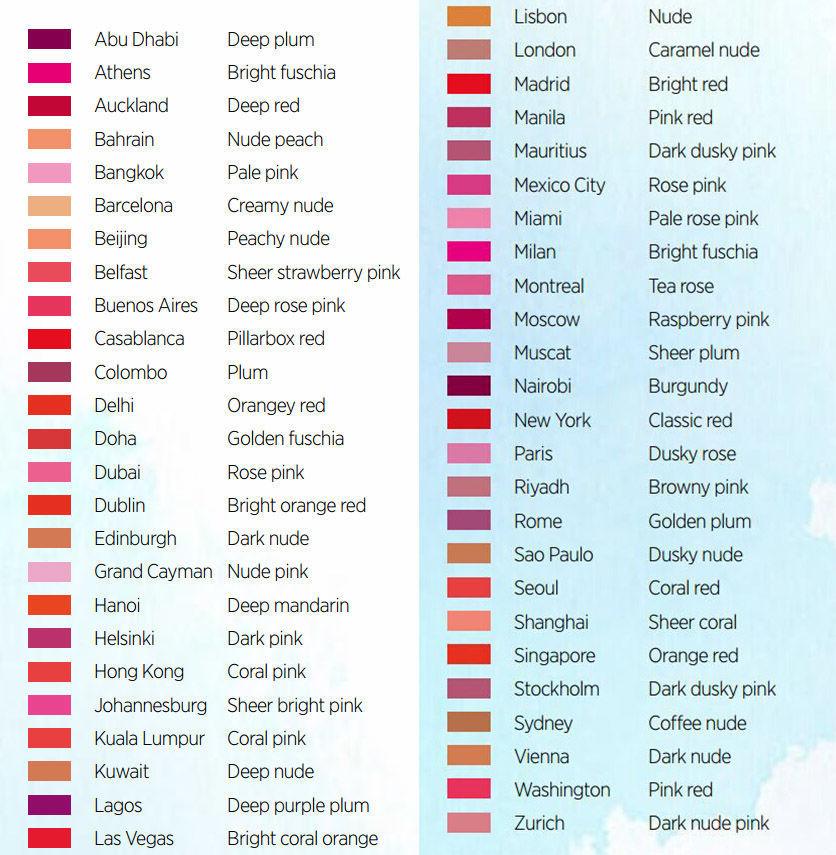 Abu Dhabi Deep plum
Athens Bright fuschia
Auckland Deep red
Bahrain Nude peach
Bangkok Pale pink
Barcelona Creamy nude
Beijing Peachy nude
Belfast Sheer strawberry pink
Buenos Aires Deep rose pink
Casablanca Pillarbox red
Colombo Plum
Delhi Orangey red
Doha Golden fuschia
Dubai Rose pink
Dublin Bright orange red
Edinburgh Dark nude
Grand Cayman Nude pink
Hanoi Deep mandarin
Helsinki Dark pink
Hong Kong Coral pink
Johannesburg Sheer bright pink
Kuala Lumpur Coral pink
Kuwait Deep nude
Lagos Deep purple plum
Las Vegas Bright coral orange
Lisbon Nude
London Caramel nude
Madrid Bright red
Manila Pink red
Mauritius Dark dusky pink
Mexico City Rose pink
Miami Pale rose pink
Milan Bright fuschia
Montreal Tea rose
Moscow Raspberry pink
Muscat Sheer plum
Nairobi Burgundy
New York Classic red
Paris Dusky rose
Riyadh Browny pink
Rome Golden plum
Sao Paulo Dusky nude
Seoul Coral red
Shanghai Sheer coral
Singapore Orange red
Stockholm Dark dusky pink
Sydney Coffee nude
Vienna Dark nude
Washington Pink red
Zurich Dark nude pink